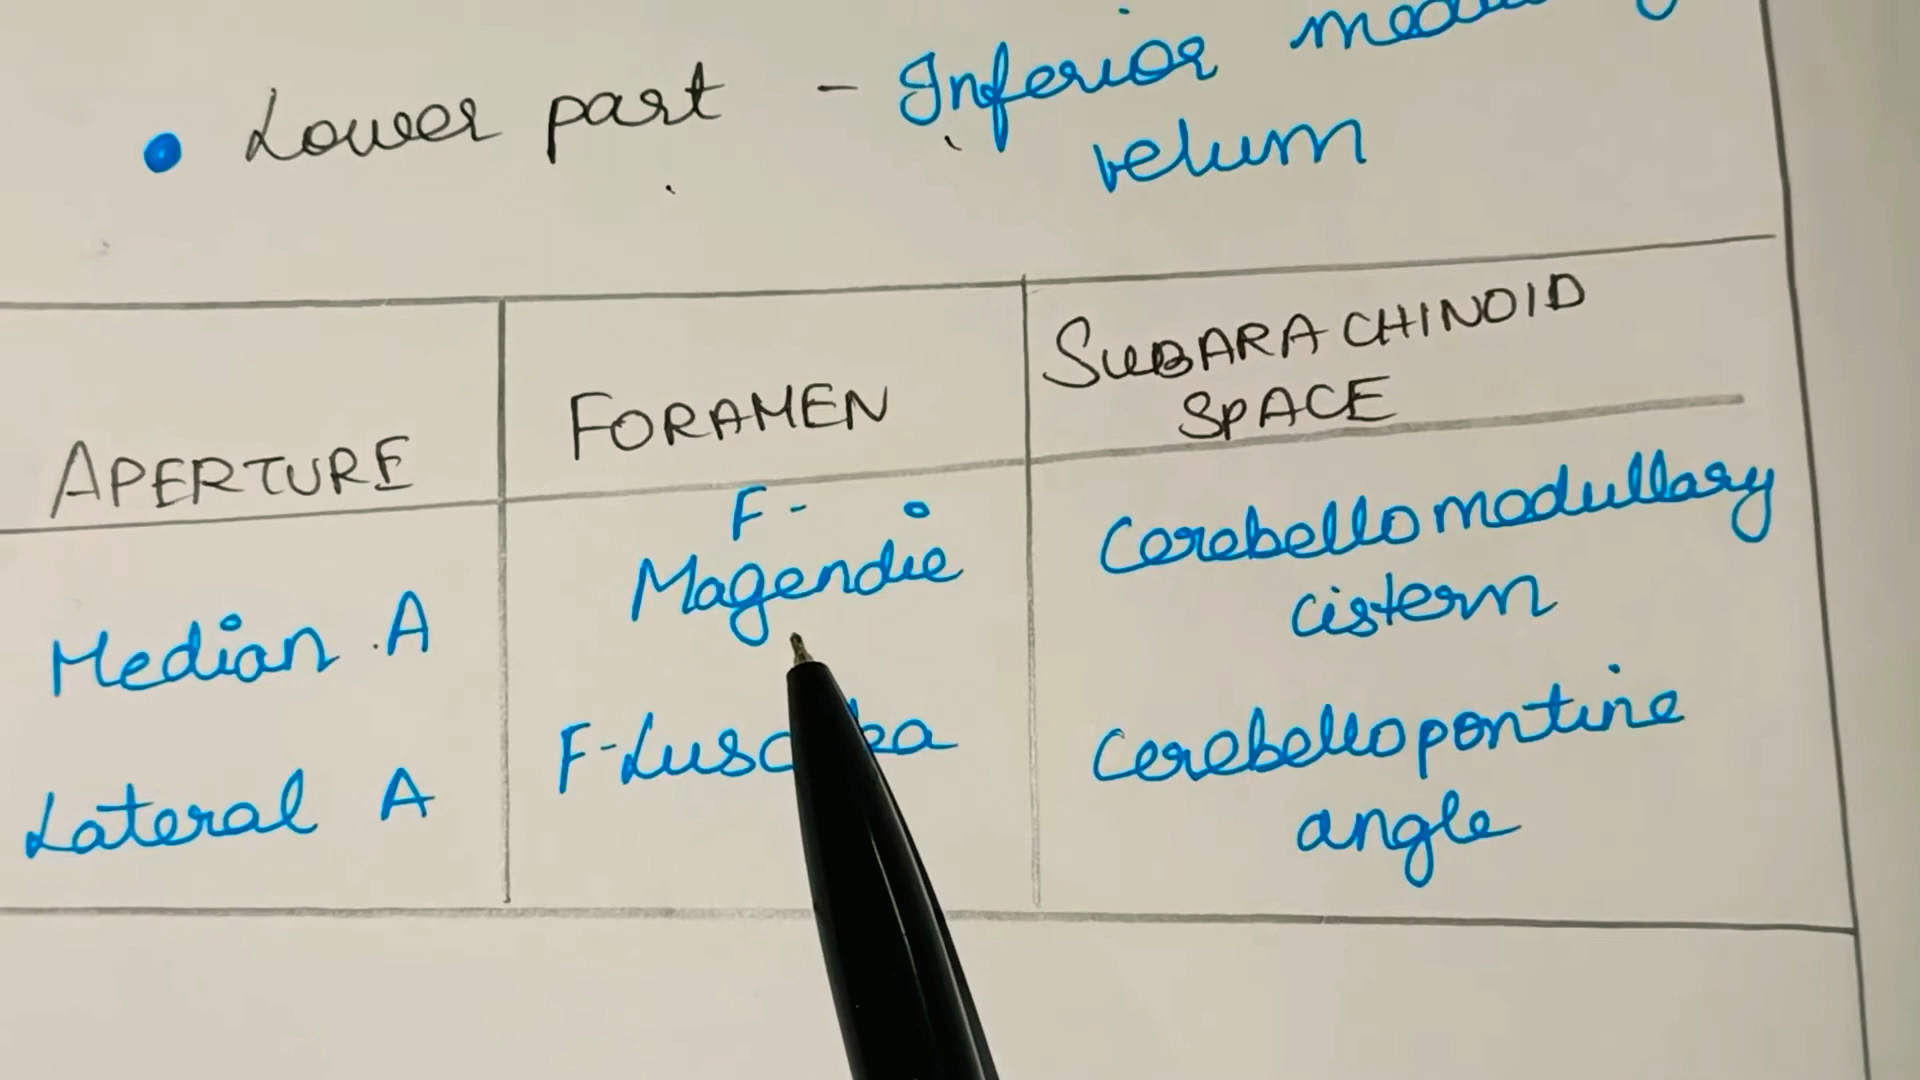 • Lower part - Inferior
velum
APERTURE FORAMEN SUBARACHINOID SPACE
Median A F- Magendie Cerebellomodullary cistern
Lateral A Cerebellopontine angle